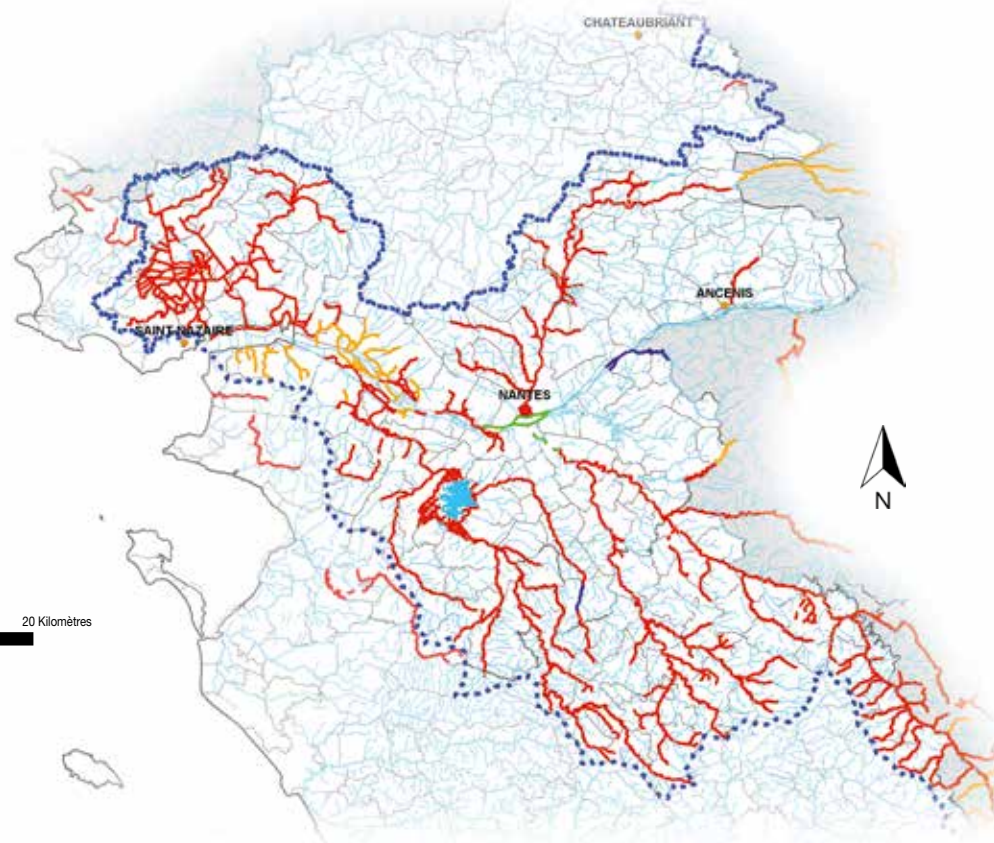 CHATEAUBRIANT
ANCENIS
SAINT-NAZAIRE
NANTES
N
20 Kilomètres